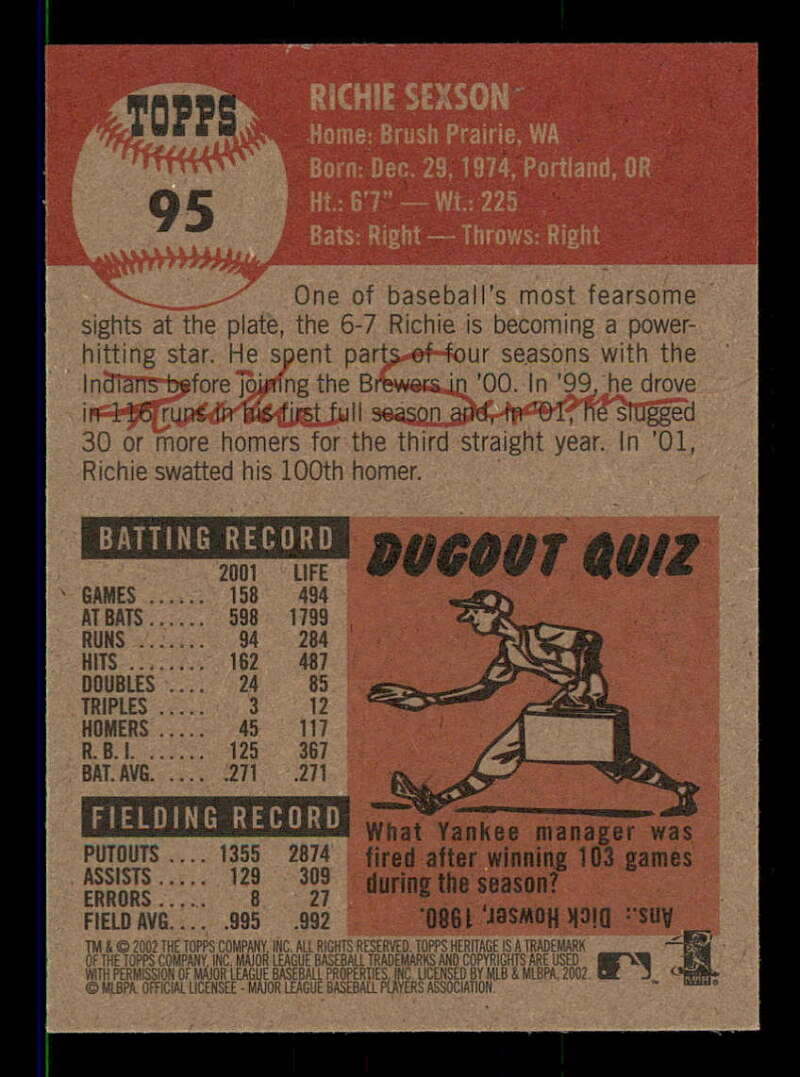 TOPPS
95
RICHIE SEXSON
Home: Brush Prairie, WA
Born: Dec. 29, 1974, Portland, OR
Ht.: 6'7" — Wt.: 225
Bats: Right — Throws: Right
One of baseball's most fearsome
sights at the plate, the 6-7 Richie is becoming a power-
hitting star. He spent parts of four seasons with the
Indians before joining the Brewers in '00. In '99, he drove
in 116 runs in his first full season and, in '01, he slugged
30 or more homers for the third straight year. In '01,
Richie swatted his 100th homer.
BATTING RECORD
2001 LIFE
GAMES ...... 158 494
AT BATS ...... 598 1799
RUNS ....... 94 284
HITS ........ 162 487
DOUBLES .... 24 85
TRIPLES ..... 3 12
HOMERS ..... 45 117
R. B. I. ...... 125 367
BAT. AVG. .... .271 .271
FIELDING RECORD
PUTOUTS .... 1355 2874
ASSISTS ..... 129 309
ERRORS ..... 8 27
FIELD AVG. ... .995 .992
DUGOUT QUIZ
What Yankee manager was
fired after winning 103 games
during the season?
Ans.: Dick Howser, 1980.
TM & © 2002 THE TOPPS COMPANY, INC. ALL RIGHTS RESERVED. TOPPS HERITAGE IS A TRADEMARK
OF THE TOPPS COMPANY, INC. MAJOR LEAGUE BASEBALL TRADEMARKS AND COPYRIGHTS ARE USED
WITH PERMISSION OF MAJOR LEAGUE BASEBALL PROPERTIES, INC. LICENSED BY MLB & MLBPA. 2002
© MLBPA. OFFICIAL LICENSEE - MAJOR LEAGUE BASEBALL PLAYERS ASSOCIATION.